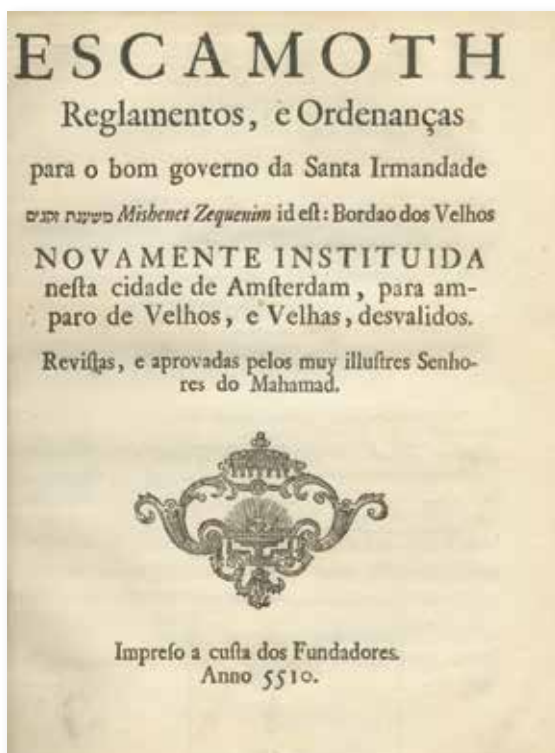 ESCAMOTH
Reglamentos, e Ordenanças
para o bom governo da Santa Irmandade
משענת זקנים Mishenet Zequenim id eſt: Bordao dos Velhos
NOVAMENTE INSTITUIDA
neſta cidade de Amſterdam, para am-
paro de Velhos, e Velhas, desvalidos.
Reviſtas, e aprovadas pelos muy illuſtres Senho-
res do Mahamad.
Impreſo a cuſta dos Fundadores.
Anno 5510.